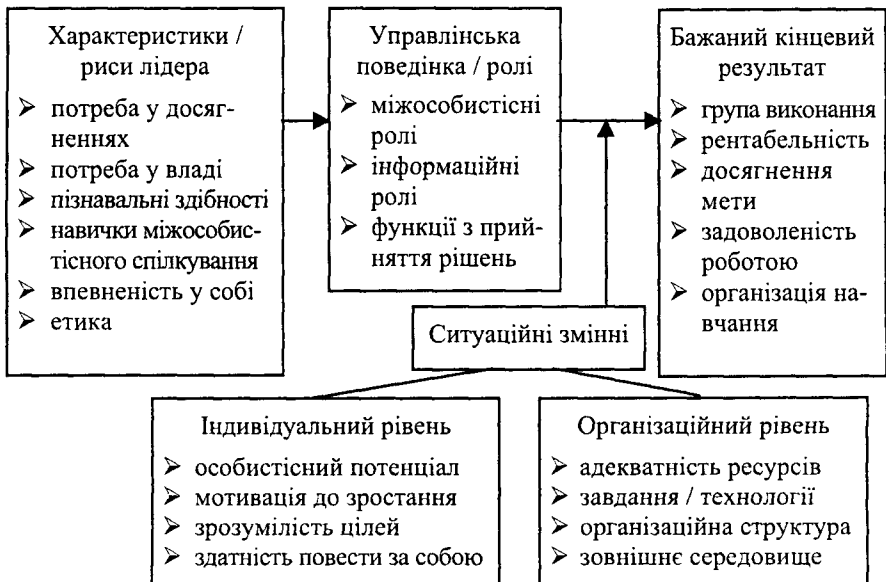 Характеристики /
риси лідера
➢ потреба у досяг-
неннях
➢ потреба у владі
➢ пізнавальні здібності
➢ навички міжособис-
тісного спілкування
➢ впевненість у собі
➢ етика
Управлінська
поведінка / ролі
➢ міжособистісні
ролі
➢ інформаційні
ролі
➢ функції з прий-
няття рішень
Бажаний кінцевий
результат
➢ група виконання
➢ рентабельність
➢ досягнення
мети
➢ задоволеність
роботою
➢ організація на-
вчання
Ситуаційні змінні
Індивідуальний рівень
➢ особистісний потенціал
➢ мотивація до зростання
➢ зрозумілість цілей
➢ здатність повести за собою
Організаційний рівень
➢ адекватність ресурсів
➢ завдання / технології
➢ організаційна структура
➢ зовнішнє середовище